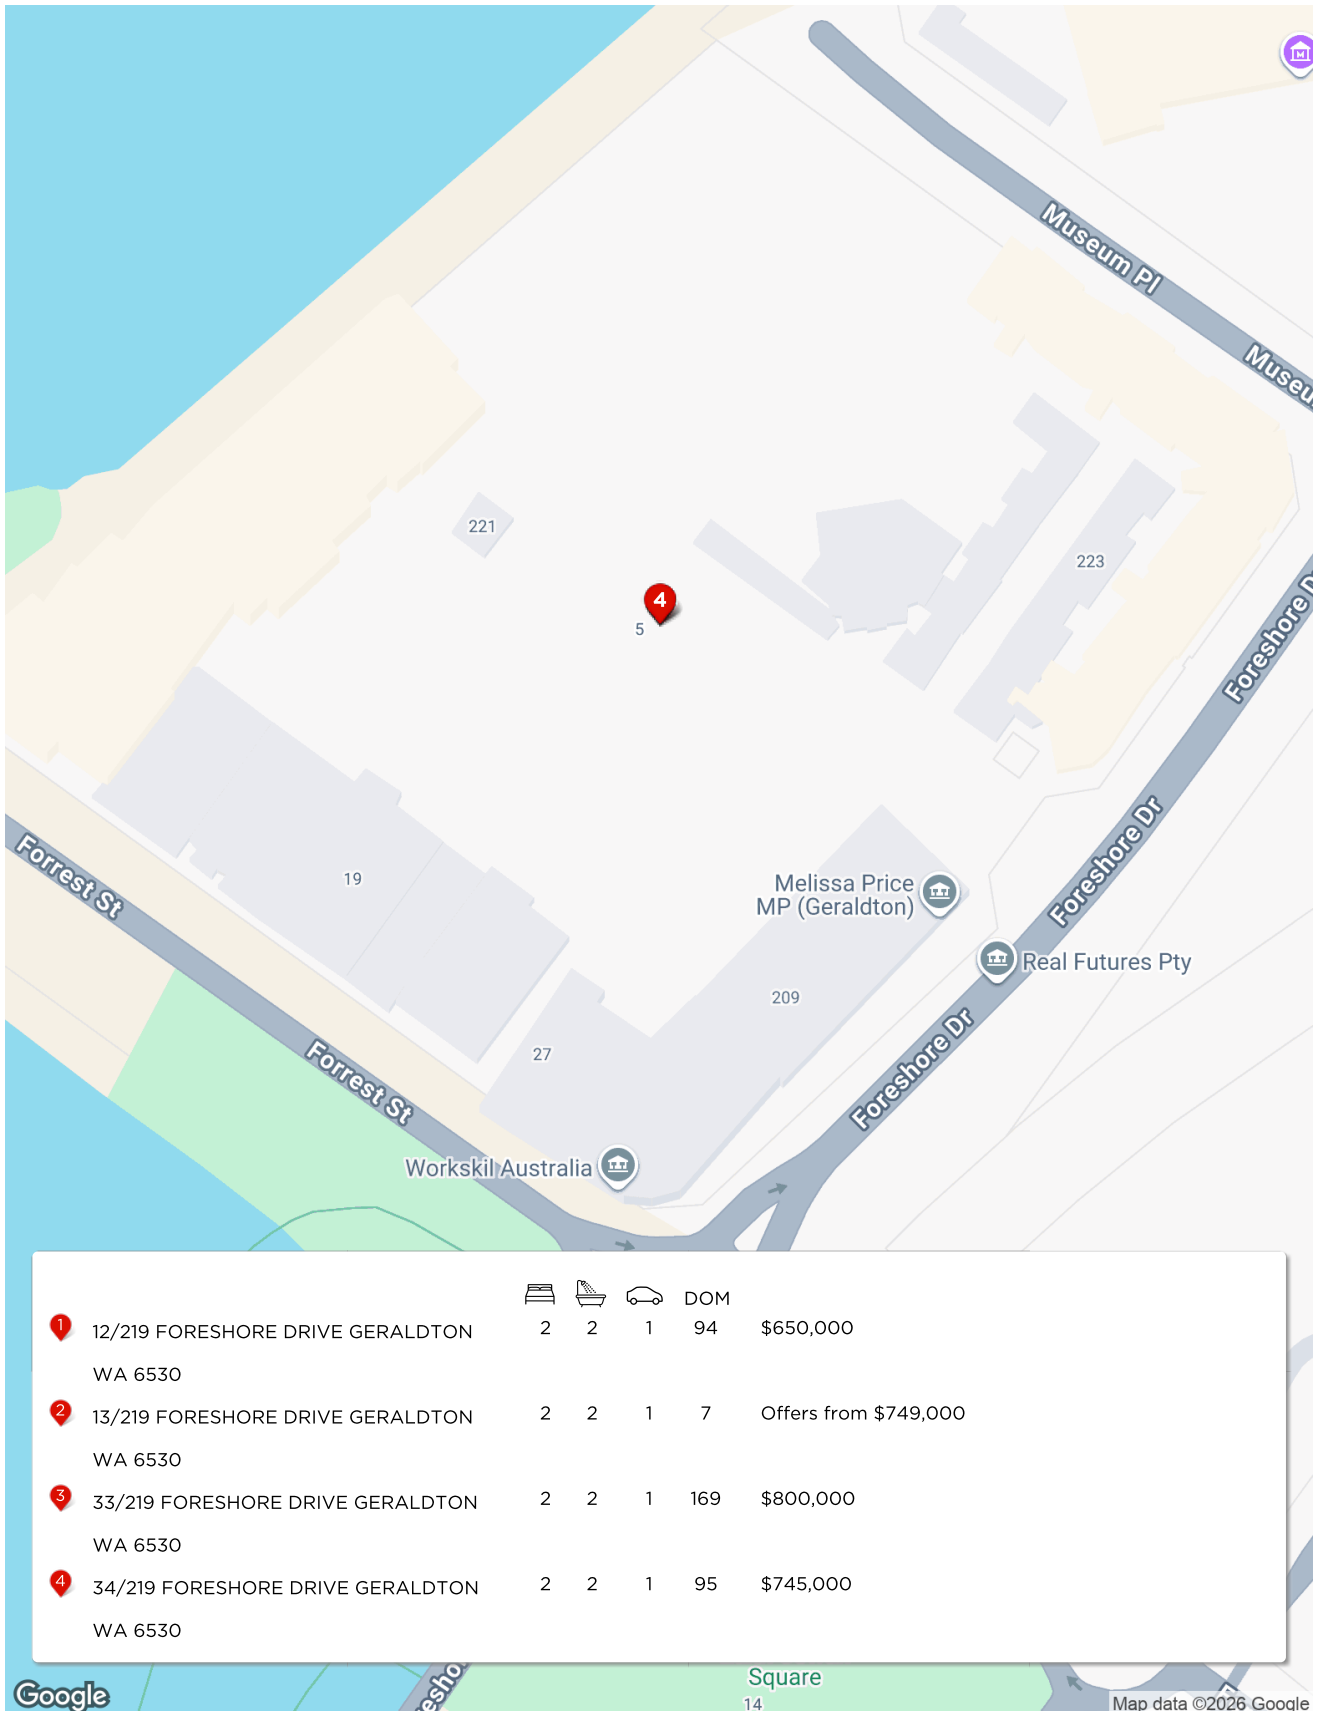 Museum Pl
Museu
221
223
4
5
Foreshore D
19
Forrest St
Melissa Price
MP (Geraldton)
Foreshore Dr
Real Futures Pty
209
27
Foreshore Dr
Forrest St
Workskil Australia
DOM
1 12/219 FORESHORE DRIVE GERALDTON 2 2 1 94 $650,000
WA 6530
2 13/219 FORESHORE DRIVE GERALDTON 2 2 1 7 Offers from $749,000
WA 6530
3 33/219 FORESHORE DRIVE GERALDTON 2 2 1 169 $800,000
WA 6530
4 34/219 FORESHORE DRIVE GERALDTON 2 2 1 95 $745,000
WA 6530
Square
14
esho
Google
Map data ©2026 Google